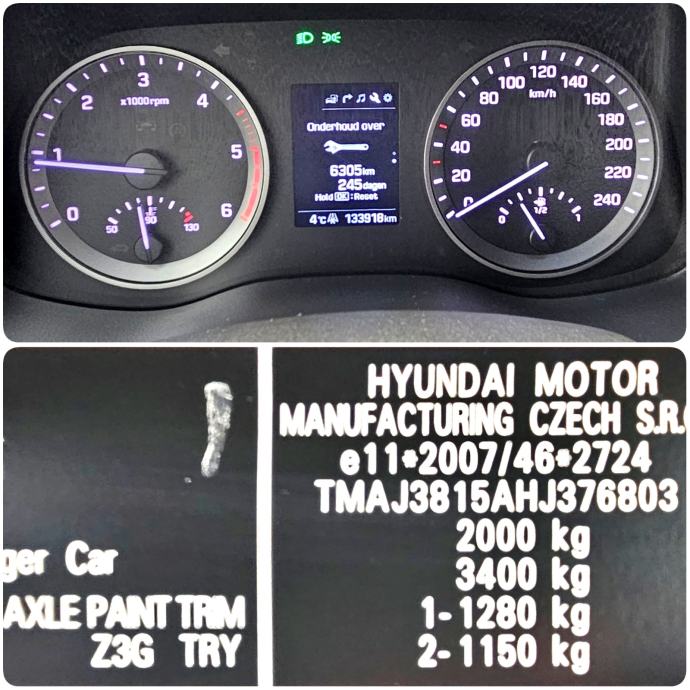 x1000rpm
0 1 2 3 4 5 6
50 90 130
Onderhoud over
6305km
245dagen
Hold OK :Reset
4°C 133918km
km/h
0 20 40 60 80 100 120 140 160 180 200 220 240
0 1/2 1
ger Car
AXLE PAINT TRIM
Z3G TRY
HYUNDAI MOTOR
MANUFACTURING CZECH S.R.
e11*2007/46*2724
TMAJ3815AHJ376803
2000 kg
3400 kg
1-1280 kg
2-1150 kg